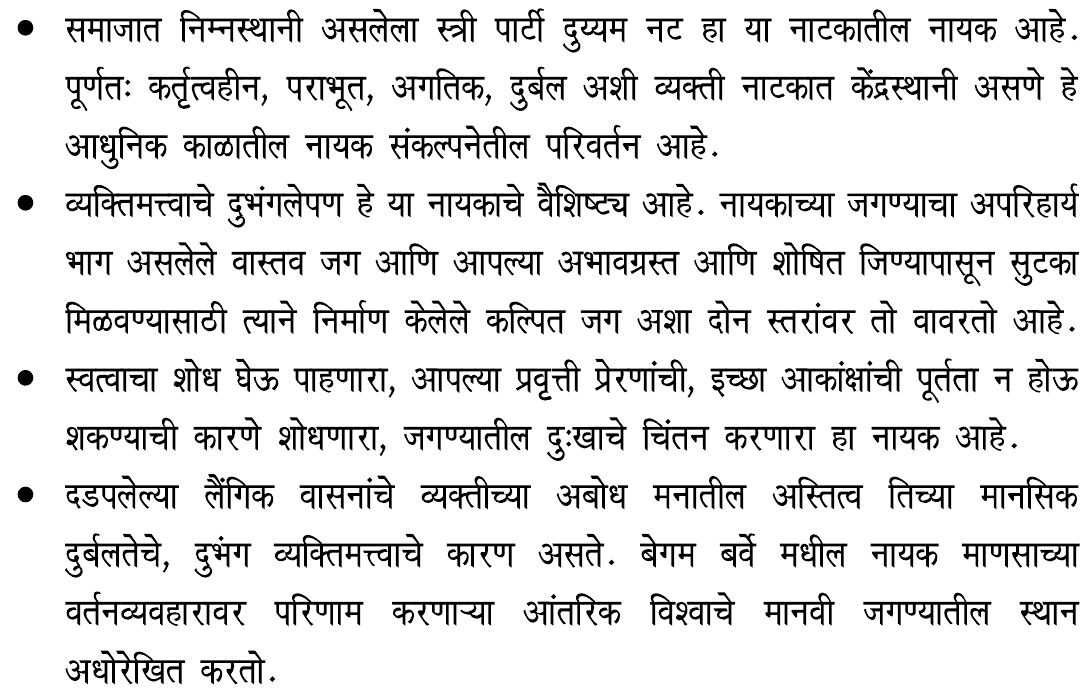 • समाजात निम्नस्थानी असलेला स्त्री पार्टी दुय्यम नट हा या नाटकातील नायक आहे.
पूर्णतः कर्तृत्वहीन, पराभूत, अगतिक, दुर्बल अशी व्यक्ती नाटकात केंद्रस्थानी असणे हे
आधुनिक काळातील नायक संकल्पनेतील परिवर्तन आहे.
• व्यक्तिमत्त्वाचे दुभंगलेपण हे या नायकाचे वैशिष्ट्य आहे. नायकाच्या जगण्याचा अपरिहार्य
भाग असलेले वास्तव जग आणि आपल्या अभावग्रस्त आणि शोषित जिण्यापासून सुटका
मिळवण्यासाठी त्याने निर्माण केलेले कल्पित जग अशा दोन स्तरांवर तो वावरतो आहे.
• स्वत्वाचा शोध घेऊ पाहणारा, आपल्या प्रवृत्ती प्रेरणांची, इच्छा आकांक्षांची पूर्तता न होऊ
शकण्याची कारणे शोधणारा, जगण्यातील दुःखाचे चिंतन करणारा हा नायक आहे.
• दडपलेल्या लैंगिक वासनांचे व्यक्तीच्या अबोध मनातील अस्तित्व तिच्या मानसिक
दुर्बलतेचे, दुभंग व्यक्तिमत्त्वाचे कारण असते. बेगम बर्वे मधील नायक माणसाच्या
वर्तनव्यवहारावर परिणाम करणाऱ्या आंतरिक विश्वाचे मानवी जगण्यातील स्थान
अधोरेखित करतो.